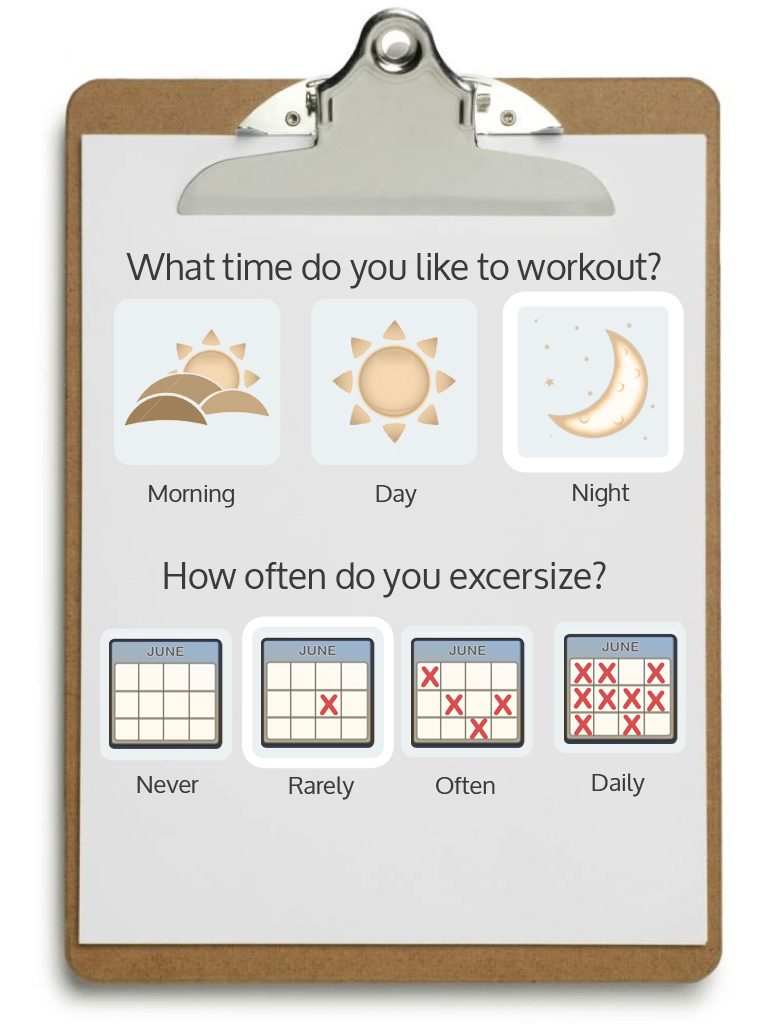 What time do you like to workout?
Morning Day Night
How often do you excersize?
JUNE JUNE JUNE JUNE
Never Rarely Often Daily